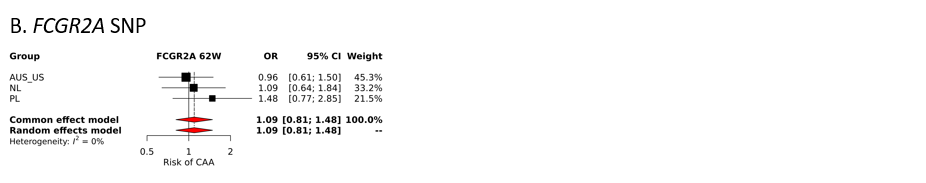 B. FCGR2A SNP
Group FCGR2A 62W OR 95% CI Weight
AUS_US 0.96 [0.61; 1.50] 45.3%
NL 1.09 [0.64; 1.84] 33.2%
PL 1.48 [0.77; 2.85] 21.5%
Common effect model 1.09 [0.81; 1.48] 100.0%
Random effects model 1.09 [0.81; 1.48] --
Heterogeneity: I² = 0%
0.5 1 2
Risk of CAA